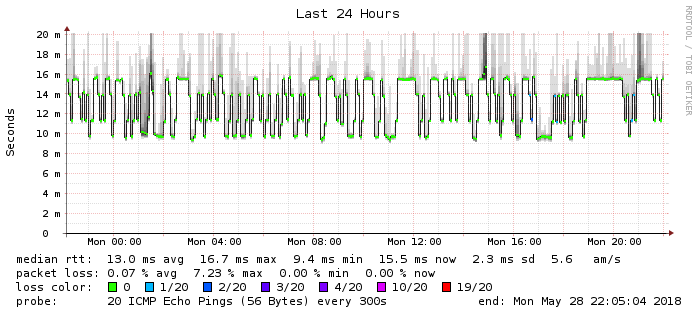 Last 24 Hours
RRDTOOL / TOBI OETIKER
Seconds
20 m
18 m
16 m
14 m
12 m
10 m
8 m
6 m
4 m
2 m
0
Mon 00:00 Mon 04:00 Mon 08:00 Mon 12:00 Mon 16:00 Mon 20:00
median rtt: 13.0 ms avg 16.7 ms max 9.4 ms min 15.5 ms now 2.3 ms sd 5.6 am/s
packet loss: 0.07 % avg 7.23 % max 0.00 % min 0.00 % now
loss color: 0 1/20 2/20 3/20 4/20 10/20 19/20
probe: 20 ICMP Echo Pings (56 Bytes) every 300s end: Mon May 28 22:05:04 2018